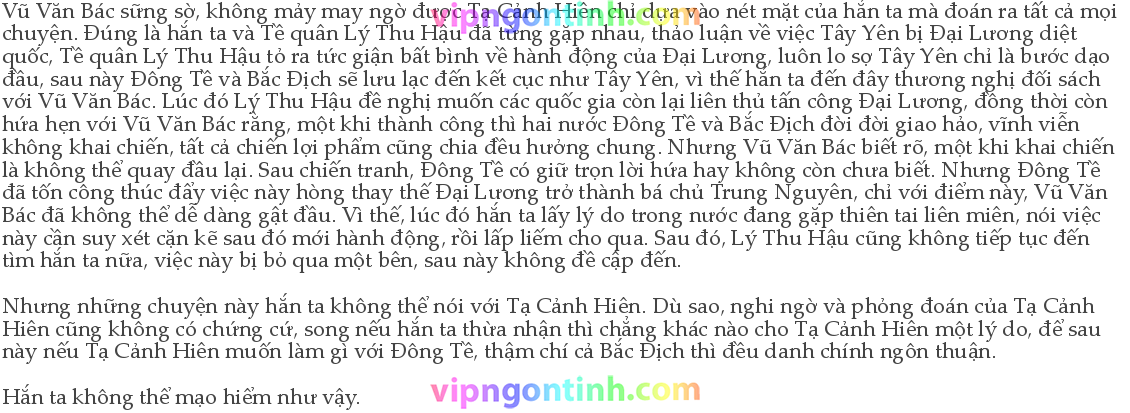 Vũ Văn Bác sững sờ, không mảy may ngờ được Tạ Cảnh Hiên chỉ dựa vào nét mặt của hắn ta mà đoán ra tất cả mọi
chuyện. Đúng là hắn ta và Tề quân Lý Thu Hậu đã từng gặp nhau, thảo luận về việc Tây Yên bị Đại Lương diệt
quốc, Tề quân Lý Thu Hậu tỏ ra tức giận bất bình về hành động của Đại Lương, luôn lo sợ Tây Yên chỉ là bước dạo
đầu, sau này Đông Tề và Bắc Địch sẽ lưu lạc đến kết cục như Tây Yên, vì thế hắn ta đến đây thương nghị đối sách
với Vũ Văn Bác. Lúc đó Lý Thu Hậu đề nghị muốn các quốc gia còn lại liên thủ tấn công Đại Lương, đồng thời còn
hứa hẹn với Vũ Văn Bác rằng, một khi thành công thì hai nước Đông Tề và Bắc Địch đời đời giao hảo, vĩnh viễn
không khai chiến, tất cả chiến lợi phẩm cũng chia đều hưởng chung. Nhưng Vũ Văn Bác biết rõ, một khi khai chiến
là không thể quay đầu lại. Sau chiến tranh, Đông Tề có giữ trọn lời hứa hay không còn chưa biết. Nhưng Đông Tề
đã tốn công thúc đẩy việc này hòng thay thế Đại Lương trở thành bá chủ Trung Nguyên, chỉ với điểm này, Vũ Văn
Bác đã không thể dễ dàng gật đầu. Vì thế, lúc đó hắn ta lấy lý do trong nước đang gặp thiên tai liên miên, nói việc
này cần suy xét cặn kẽ sau đó mới hành động, rồi lấp liếm cho qua. Sau đó, Lý Thu Hậu cũng không tiếp tục đến
tìm hắn ta nữa, việc này bị bỏ qua một bên, sau này không đề cập đến.
Nhưng những chuyện này hắn ta không thể nói với Tạ Cảnh Hiên. Dù sao, nghi ngờ và phỏng đoán của Tạ Cảnh
Hiên cũng không có chứng cứ, song nếu hắn ta thừa nhận thì chẳng khác nào cho Tạ Cảnh Hiên một lý do, để sau
này nếu Tạ Cảnh Hiên muốn làm gì với Đông Tề, thậm chí cả Bắc Địch thì đều danh chính ngôn thuận.
Hắn ta không thể mạo hiểm như vậy.
vipngontinh.com
vipngontinh.com